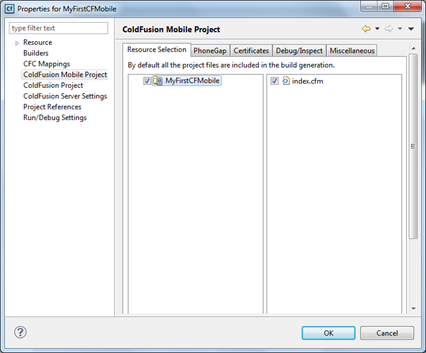 Cf Properties for MyFirstCFMobile
type filter text
Resource
Builders
CFC Mappings
ColdFusion Mobile Project
ColdFusion Project
ColdFusion Server Settings
Project References
Run/Debug Settings
ColdFusion Mobile Project
Resource Selection PhoneGap Certificates Debug/Inspect Miscellaneous
By default all the project files are included in the build generation.
MyFirstCFMobile index.cfm
? OK Cancel